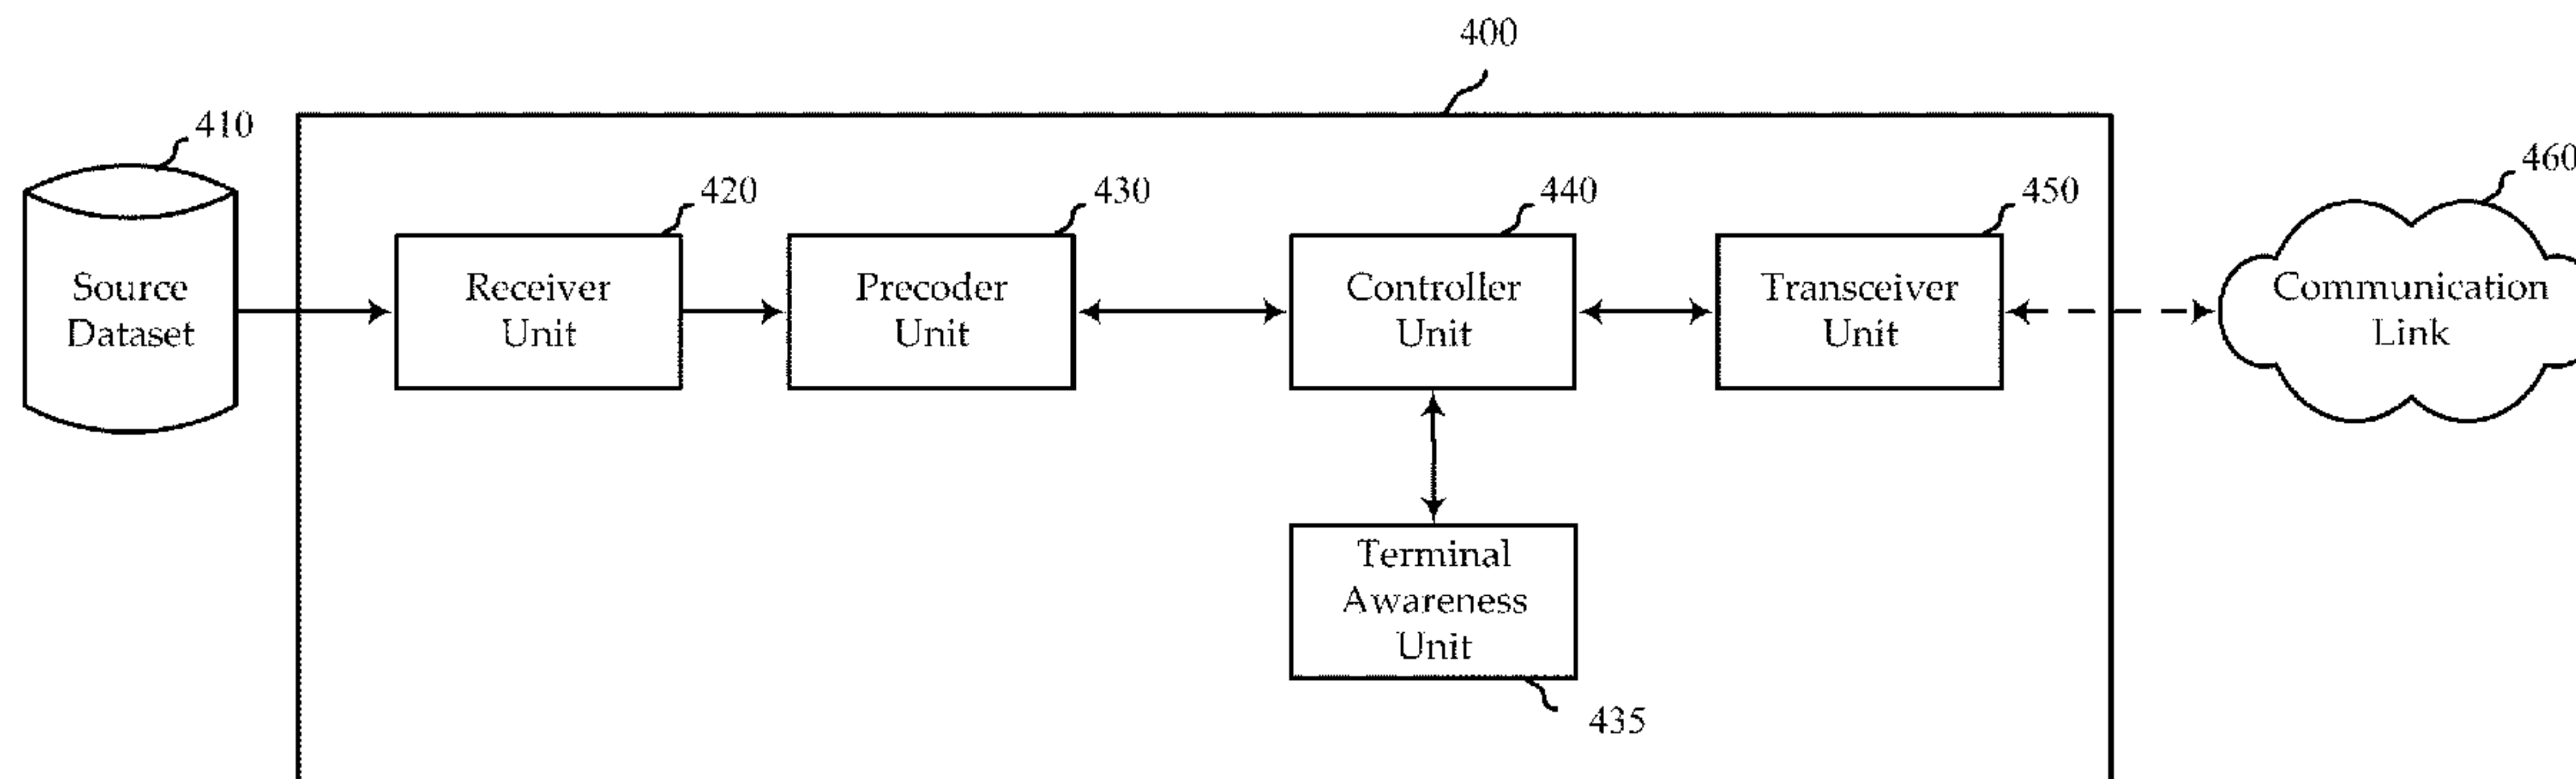 400
410
460
420
430
440
450
Source
Dataset
Receiver
Unit
Precoder
Unit
Controller
Unit
Transceiver
Unit
Communication
Link
Terminal
Awareness
Unit
435